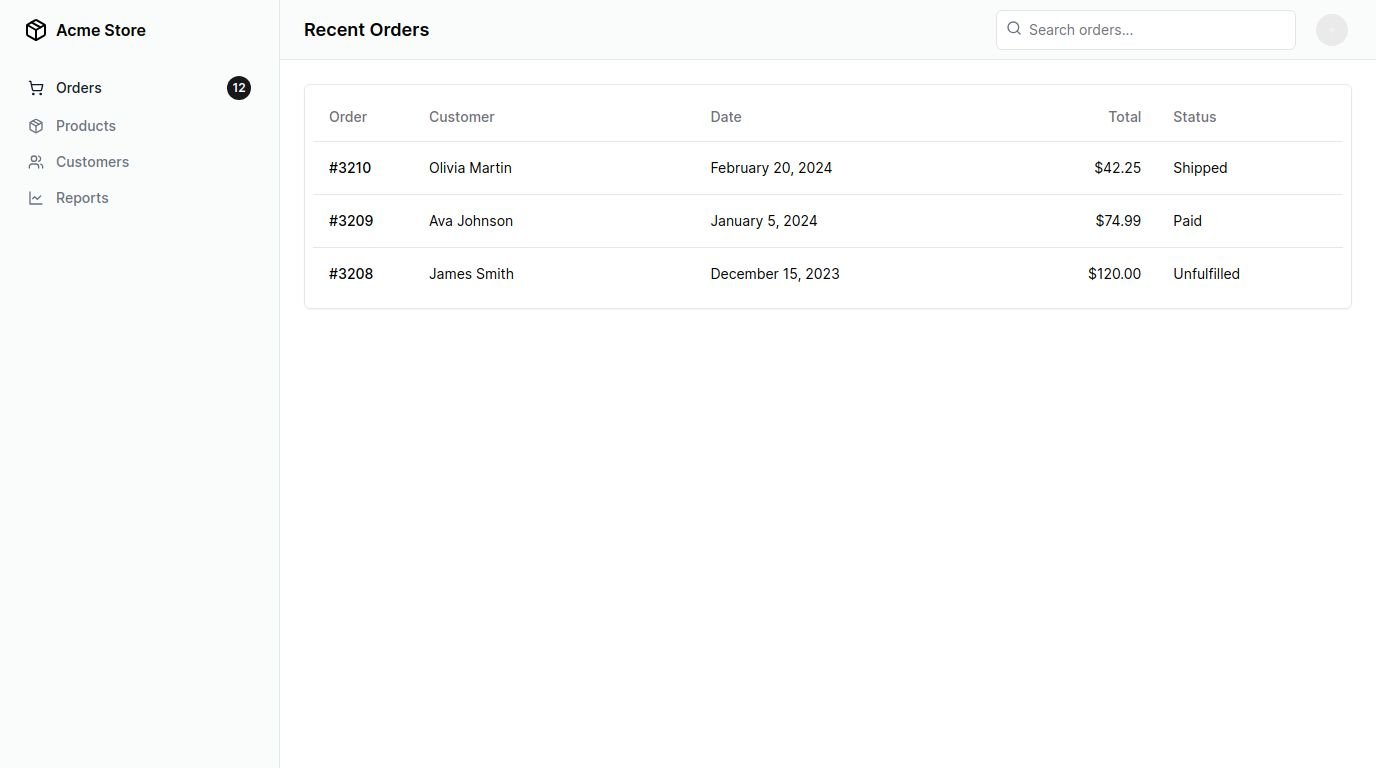 Acme Store
Recent Orders
Search orders...
Orders 12
Products
Customers
Reports
Order Customer Date Total Status
#3210 Olivia Martin February 20, 2024 $42.25 Shipped
#3209 Ava Johnson January 5, 2024 $74.99 Paid
#3208 James Smith December 15, 2023 $120.00 Unfulfilled